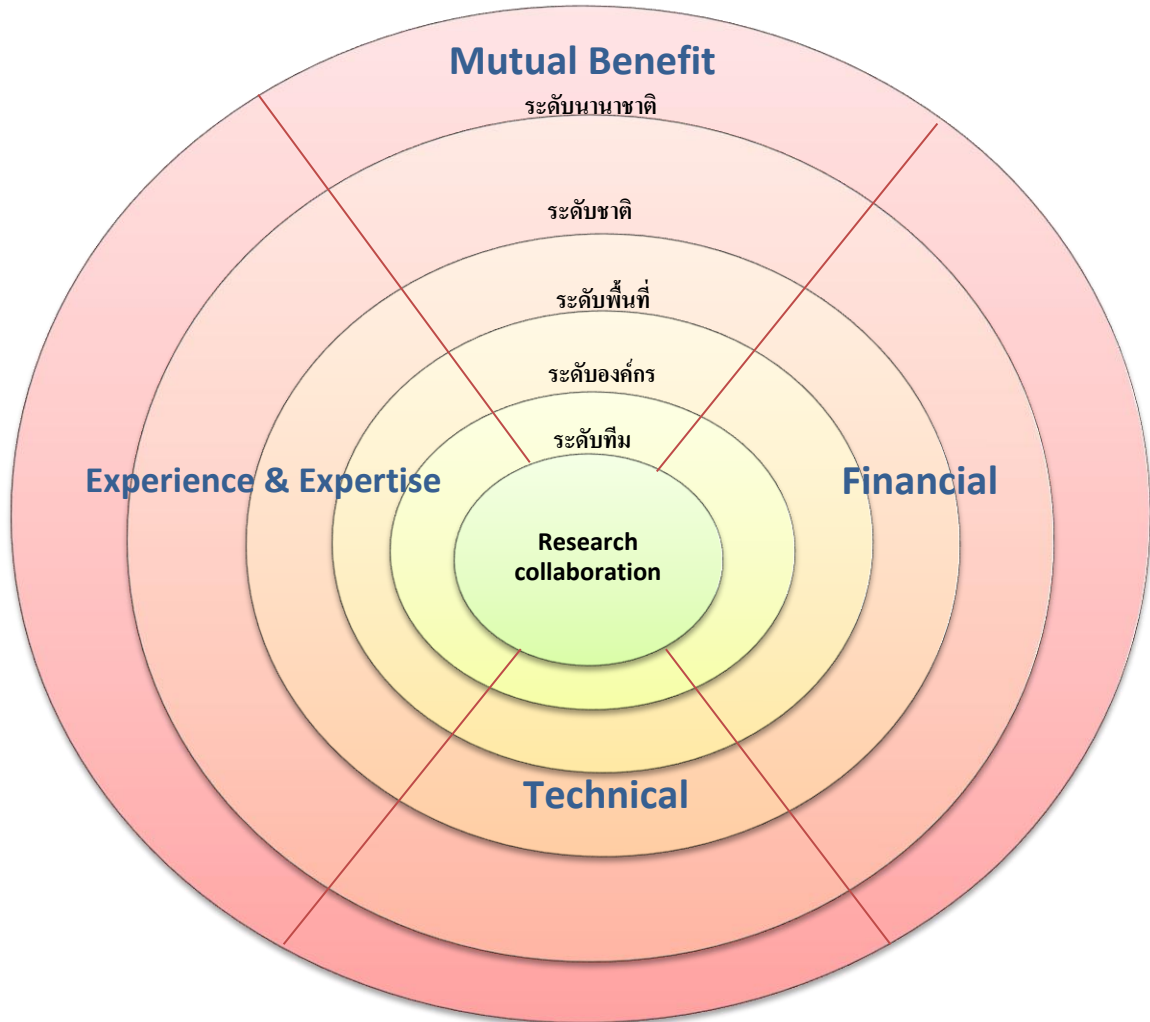 Mutual Benefit
ระดับนานาชาติ
ระดับชาติ
ระดับพื้นที่
ระดับองค์กร
ระดับทีม
Experience & Expertise
Financial
Research
collaboration
Technical